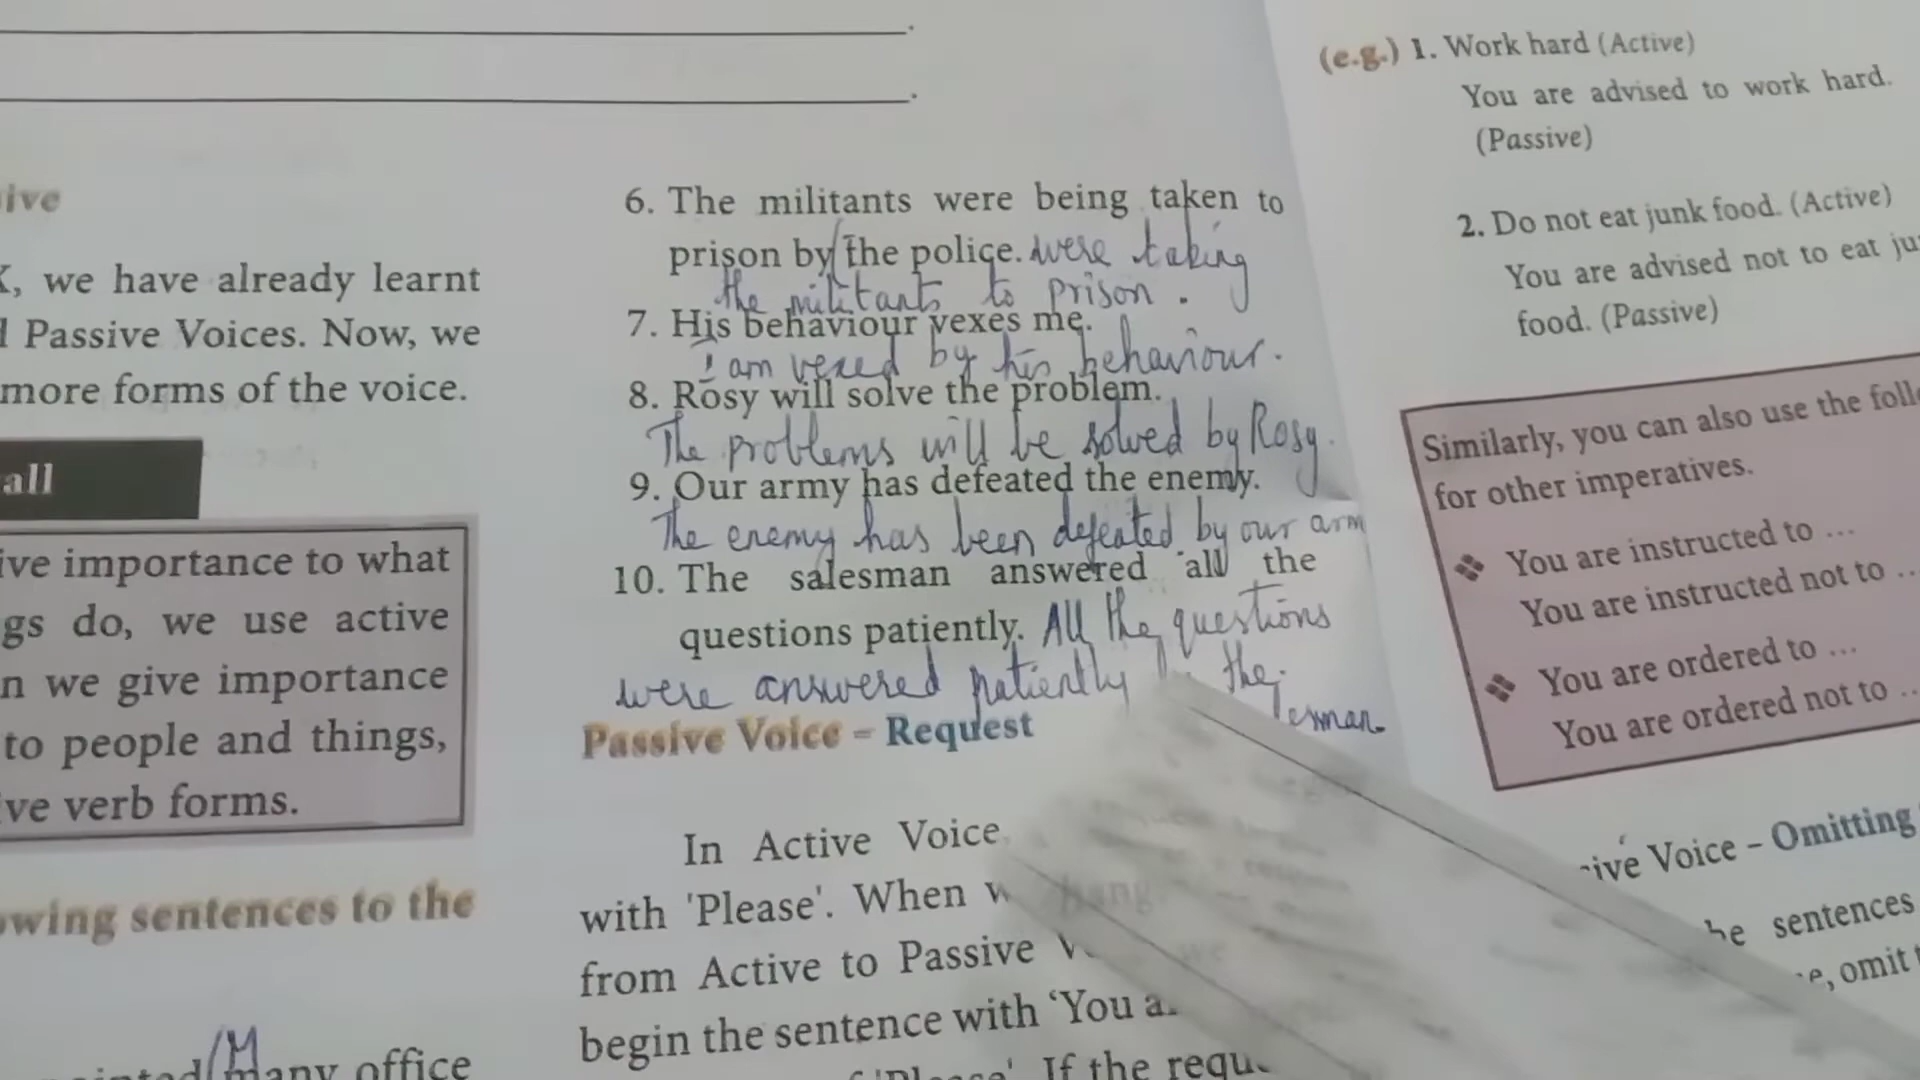 ive
, we have already learnt
Passive Voices. Now, we
more forms of the voice.
all
ive importance to what
gs do, we use active
n we give importance
to people and things,
ve verb forms.
owing sentences to the
many office
6. The militants were being taken to
prison by the police. were taking
the militants to prison.
7. His behaviour vexes me.
I am vexed by his behaviour.
8. Rosy will solve the problem.
The problems will be solved by Rosy.
9. Our army has defeated the enemy.
The enemy has been defeated by our arm
10. The salesman answered all the
questions patiently. All the questions
were answered patiently the
esman.
Passive Voice – Request
In Active Voice
with 'Please'. When
from Active to Passive
begin the sentence with ‘You a
If the requ
(e.g.) 1. Work hard (Active)
You are advised to work hard.
(Passive)
2. Do not eat junk food. (Active)
You are advised not to eat ju
food. (Passive)
Similarly, you can also use the foll
for other imperatives.
You are instructed to ...
You are instructed not to ...
You are ordered to ...
You are ordered not to ...
ive Voice – Omitting
he sentences
e, omit